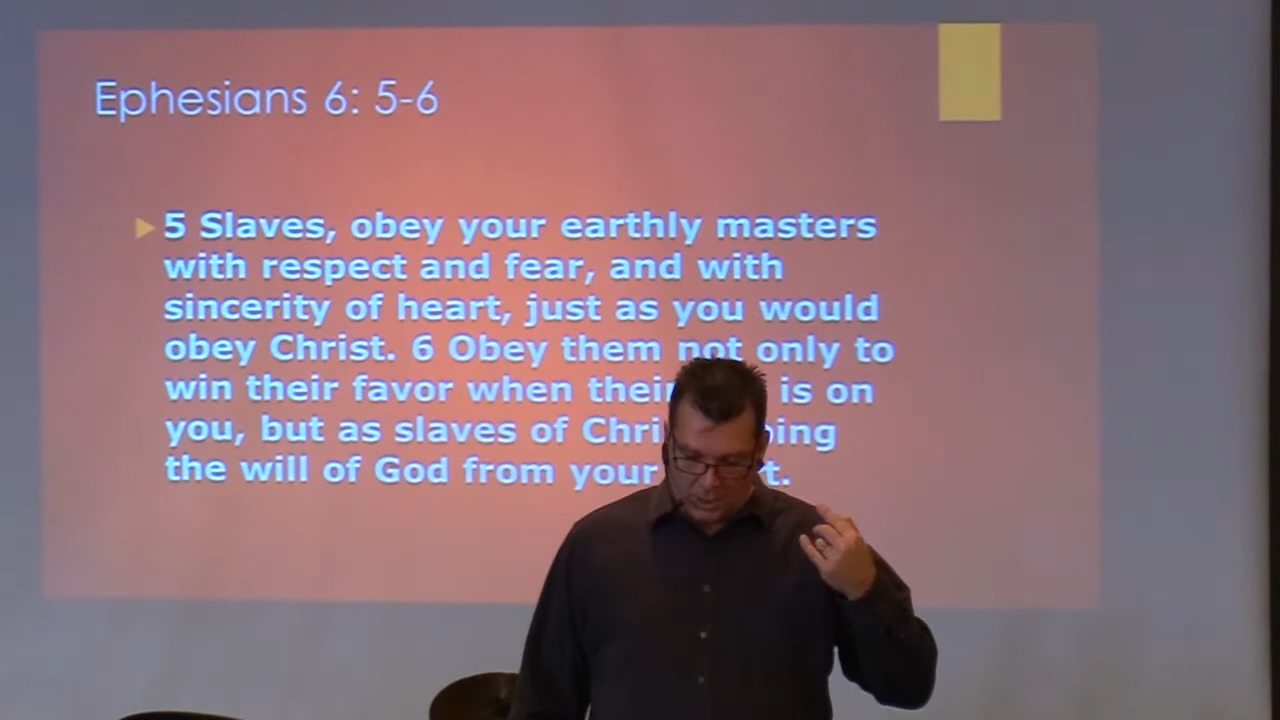 Ephesians 6: 5-6
5 Slaves, obey your earthly masters
with respect and fear, and with
sincerity of heart, just as you would
obey Christ. 6 Obey them not only to
win their favor when is on
you, but as slaves of
the will of God from your